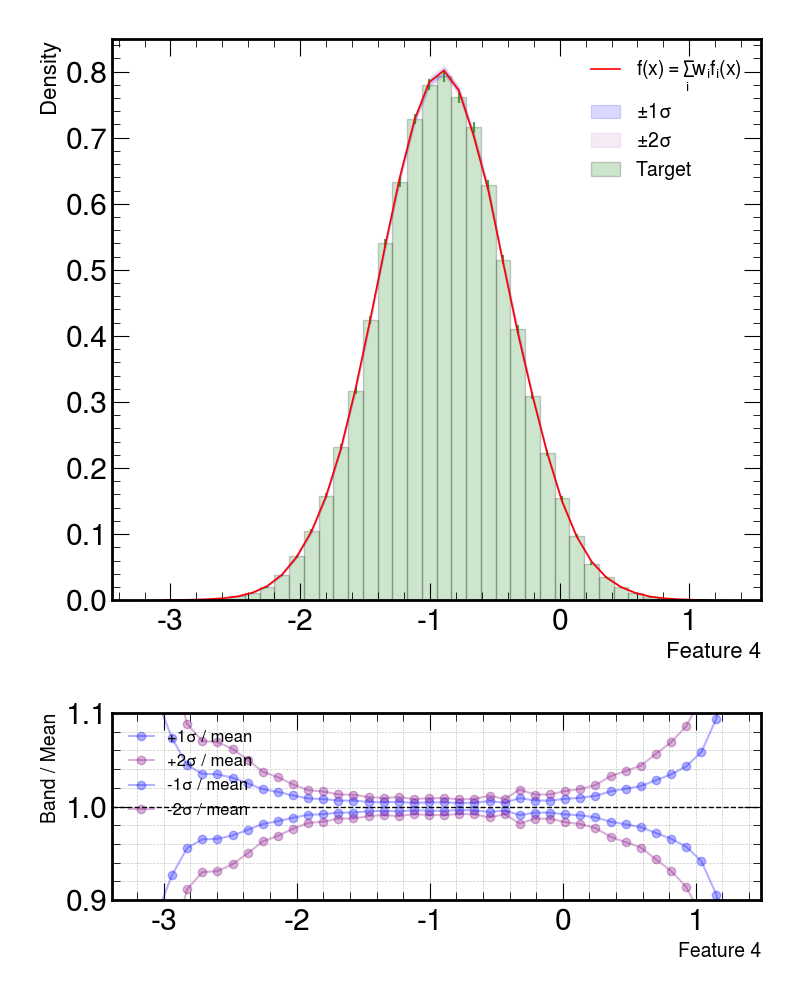 Density
0.8
0.7
0.6
0.5
0.4
0.3
0.2
0.1
0.0
f(x) = ∑wᵢfᵢ(x)
i
±1σ
±2σ
Target
-3 -2 -1 0 1
Feature 4
Band / Mean
1.1
1.0
0.9
+1σ / mean
+2σ / mean
-1σ / mean
-2σ / mean
-3 -2 -1 0 1
Feature 4